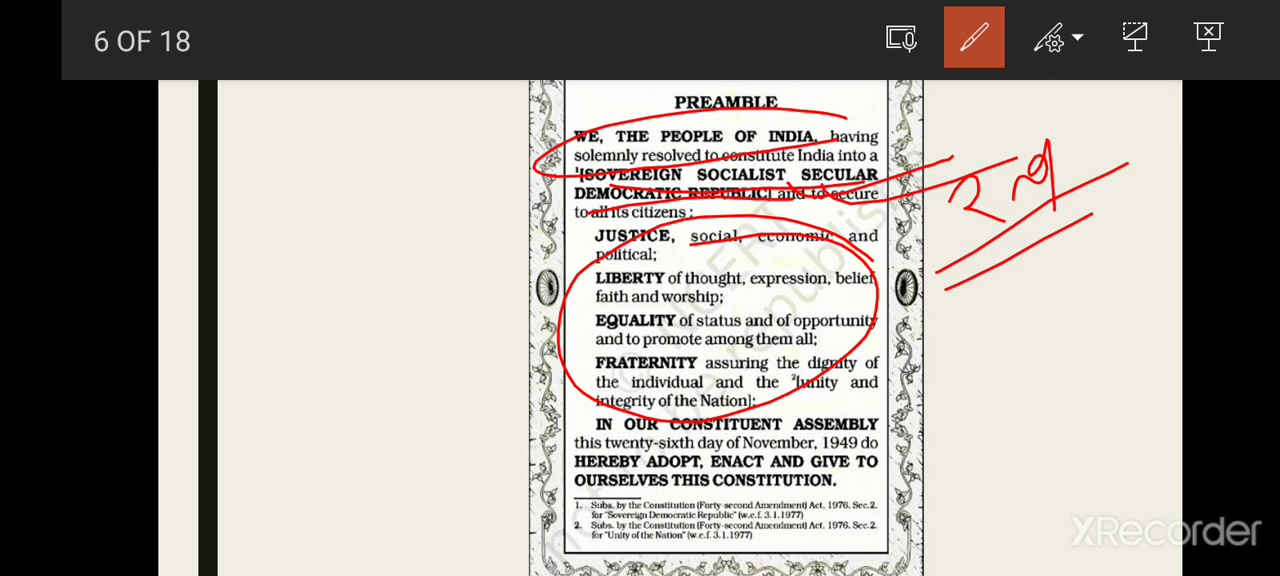 6 OF 18
PREAMBLE
WE, THE PEOPLE OF INDIA, having
solemnly resolved to constitute India into a
¹[SOVEREIGN SOCIALIST SECULAR
DEMOCRATIC REPUBLIC] and to secure
to all its citizens :
JUSTICE, social, economic and
political;
LIBERTY of thought, expression, belief
faith and worship;
EQUALITY of status and of opportunity
and to promote among them all;
FRATERNITY assuring the dignity of
the individual and the ²[unity and
integrity of the Nation];
IN OUR CONSTITUENT ASSEMBLY
this twenty-sixth day of November, 1949 do
HEREBY ADOPT, ENACT AND GIVE TO
OURSELVES THIS CONSTITUTION.
1. Subs. by the Constitution (Forty-second Amendment) Act. 1976, Sec.2,
for "Sovereign Democratic Republic" (w.e.f. 3.1.1977)
2. Subs. by the Constitution (Forty-second Amendment) Act. 1976, Sec.2,
for "Unity of the Nation" (w.e.f. 3.1.1977)
© NCERT
XRecorder